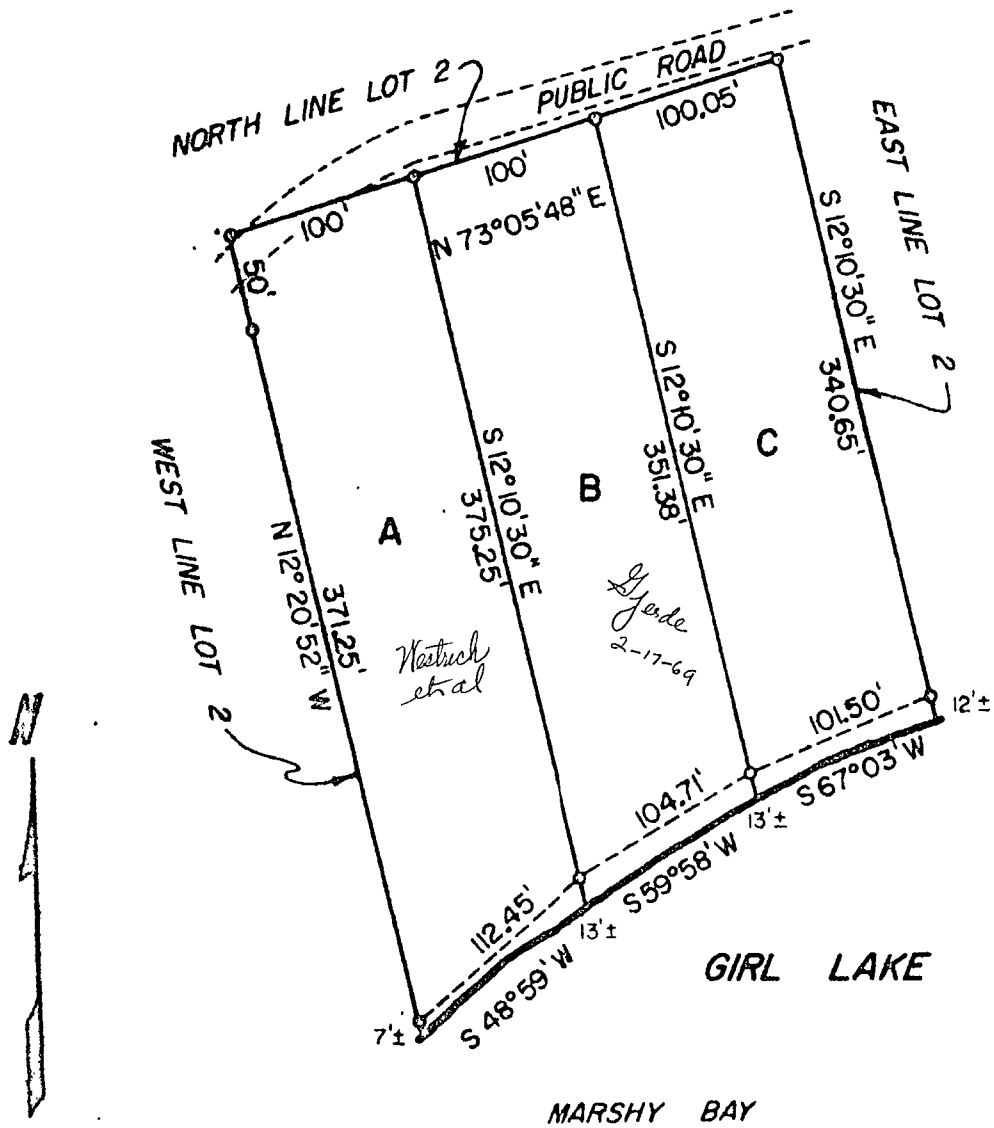 NORTH LINE LOT 2
PUBLIC ROAD
100'
100'
100.05'
N 73°05'48" E
50'
EAST LINE LOT 2
S 12°10'30" E
340.65'
S 12°10'30" E
351.38'
S 12°10'30" E
375.25'
WEST LINE LOT 2
N 12°20'52" W
371.25'
A
B
C
Westrich
et al
Gjerde
2-17-69
N
101.50'
12'±
S 67°03' W
104.71'
13'±
S 59°58' W
112.45'
13'±
S 48°59' W
7'±
GIRL LAKE
MARSHY BAY